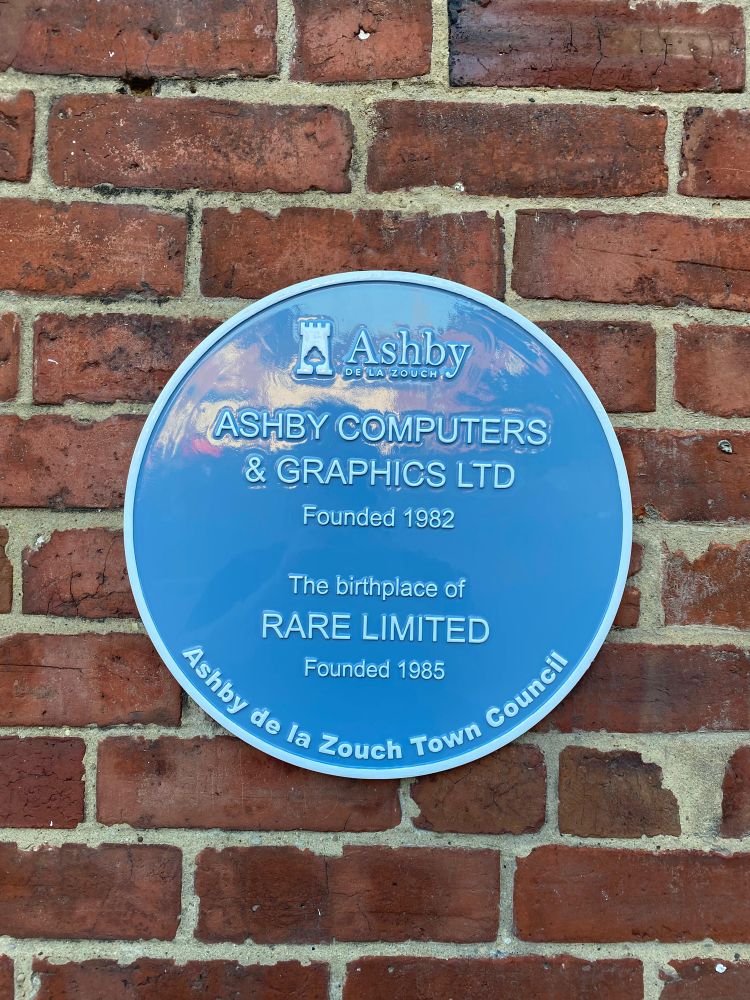 Ashby
DE LA ZOUCH
ASHBY COMPUTERS
& GRAPHICS LTD
Founded 1982
The birthplace of
RARE LIMITED
Founded 1985
Ashby de la Zouch Town Council